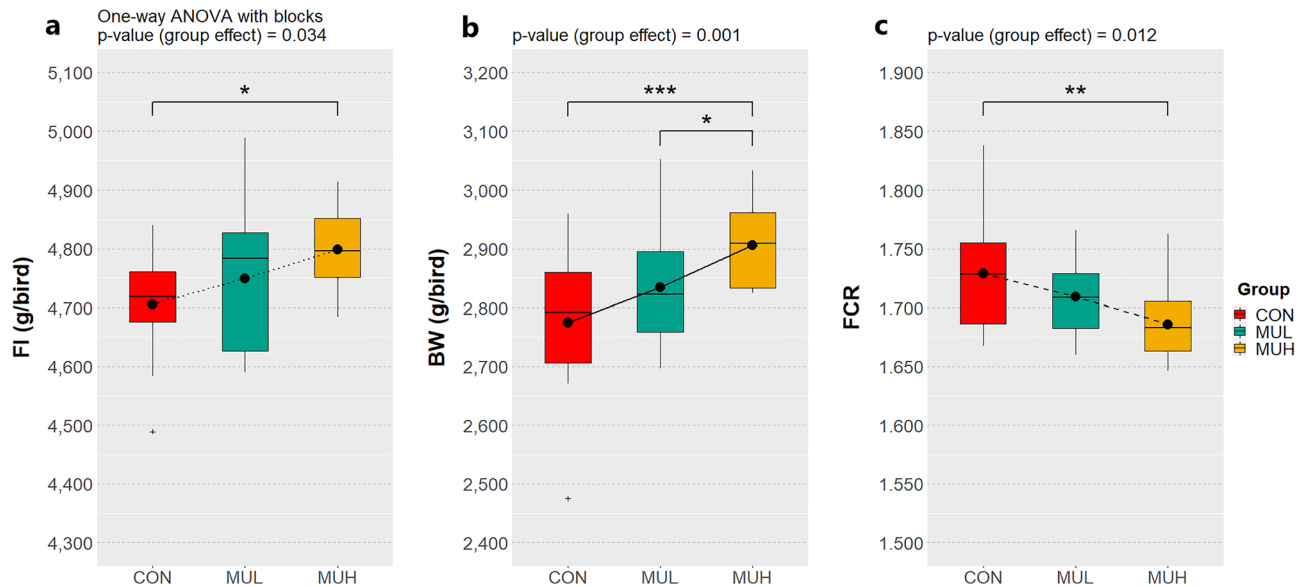 One-way ANOVA with blocks
a
p-value (group effect) = 0.034
FI (g/bird)
5,100
5,000
4,900
4,800
4,700
4,600
4,500
4,400
4,300
*
CON MUL MUH
b
p-value (group effect) = 0.001
BW (g/bird)
3,200
3,100
3,000
2,900
2,800
2,700
2,600
2,500
2,400
***
*
CON MUL MUH
c
p-value (group effect) = 0.012
FCR
1.900
1.850
1.800
1.750
1.700
1.650
1.600
1.550
1.500
**
CON MUL MUH
Group
CON
MUL
MUH